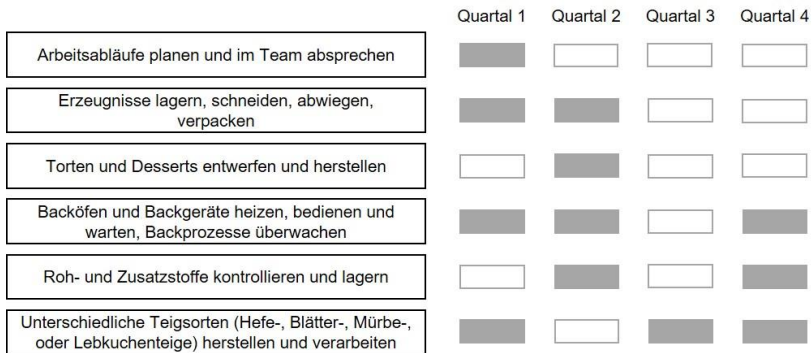 Quartal 1 Quartal 2 Quartal 3 Quartal 4
Arbeitsabläufe planen und im Team absprechen
Erzeugnisse lagern, schneiden, abwiegen,
verpacken
Torten und Desserts entwerfen und herstellen
Backöfen und Backgeräte heizen, bedienen und
warten, Backprozesse überwachen
Roh- und Zusatzstoffe kontrollieren und lagern
Unterschiedliche Teigsorten (Hefe-, Blätter-, Mürbe-,
oder Lebkuchenteige) herstellen und verarbeiten